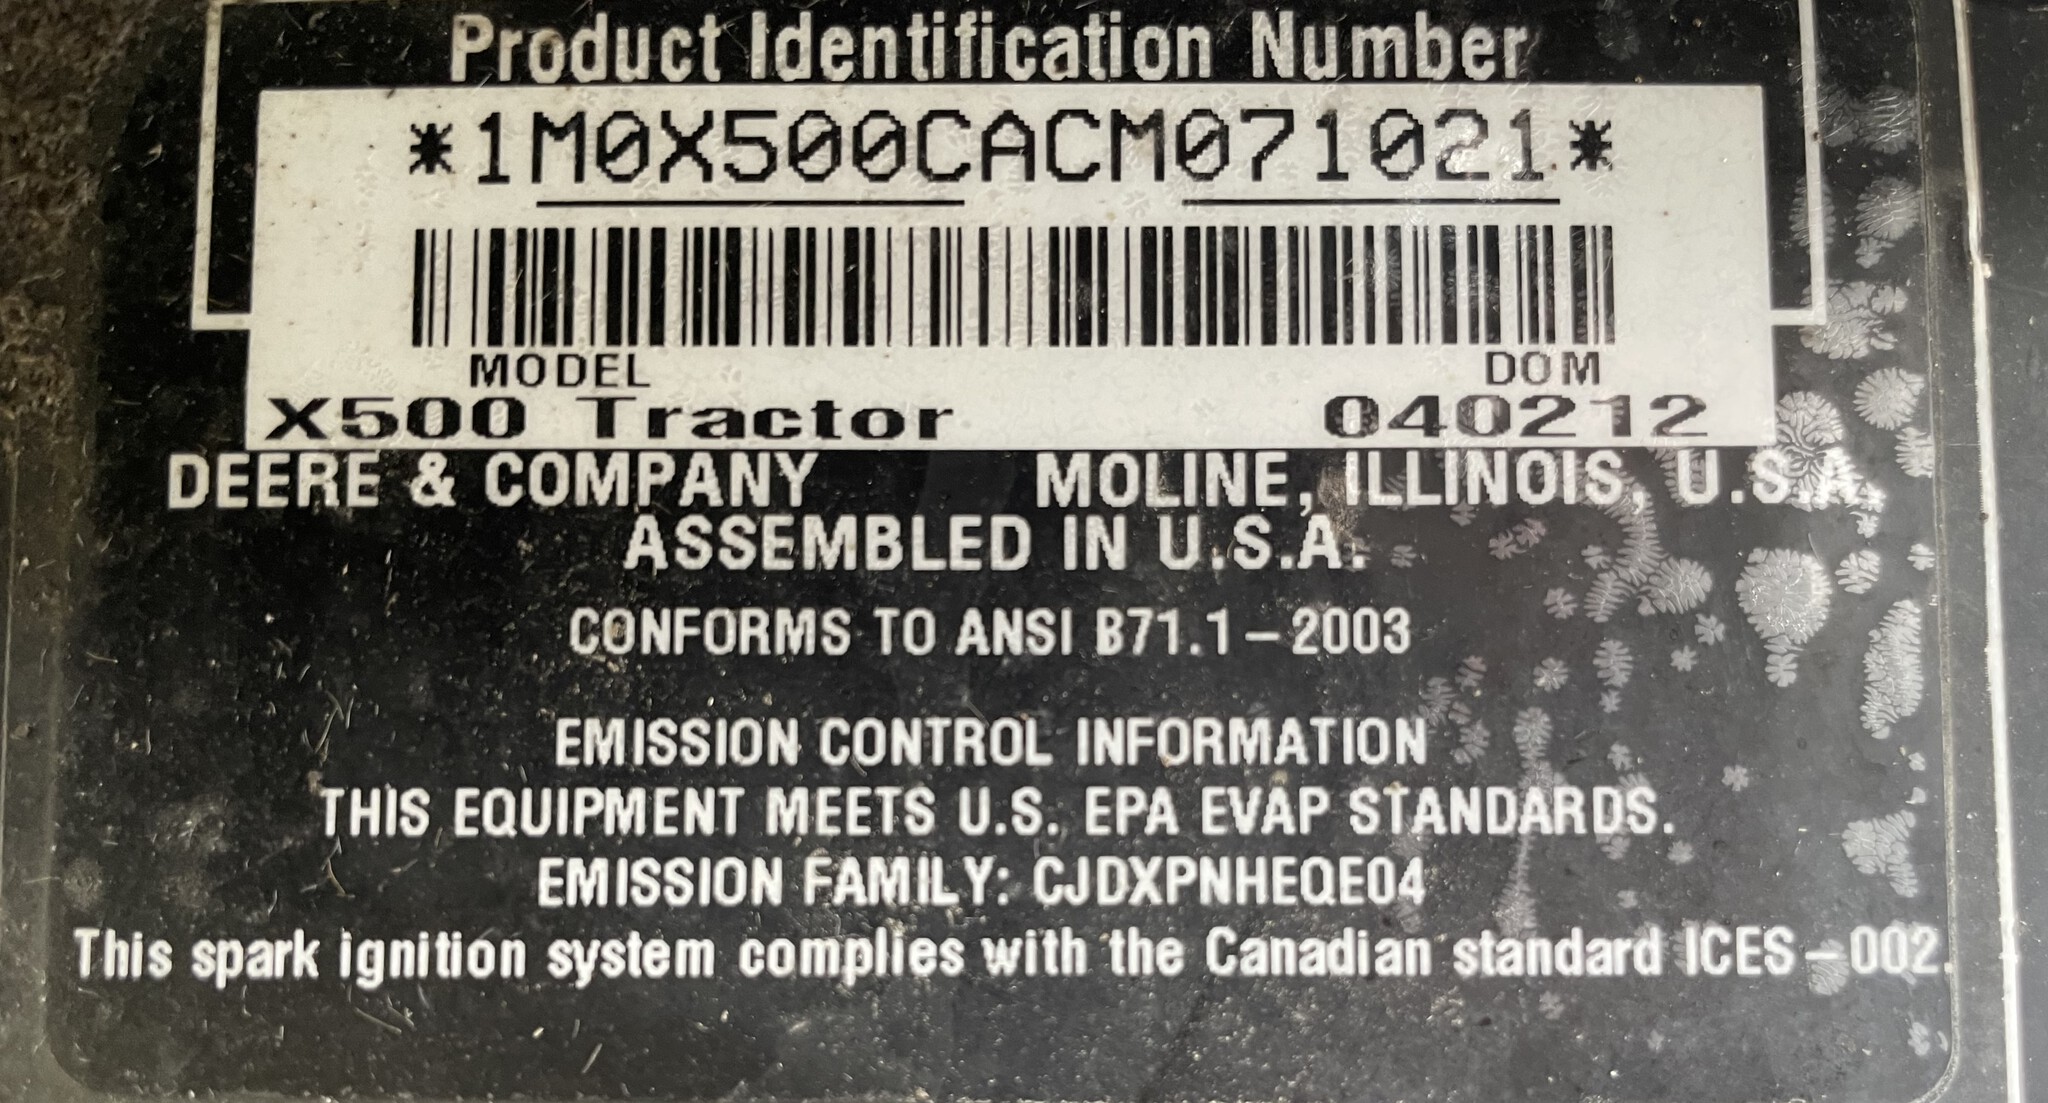 Product Identification Number
*1M0X500CACM071021*
MODEL DOM
X500 Tractor 040212
DEERE & COMPANY MOLINE, ILLINOIS, U.S.A.
ASSEMBLED IN U.S.A.
CONFORMS TO ANSI B71.1-2003
EMISSION CONTROL INFORMATION
THIS EQUIPMENT MEETS U.S. EPA EVAP STANDARDS.
EMISSION FAMILY: CJDXPNHEQE04
This spark ignition system complies with the Canadian standard ICES-002.